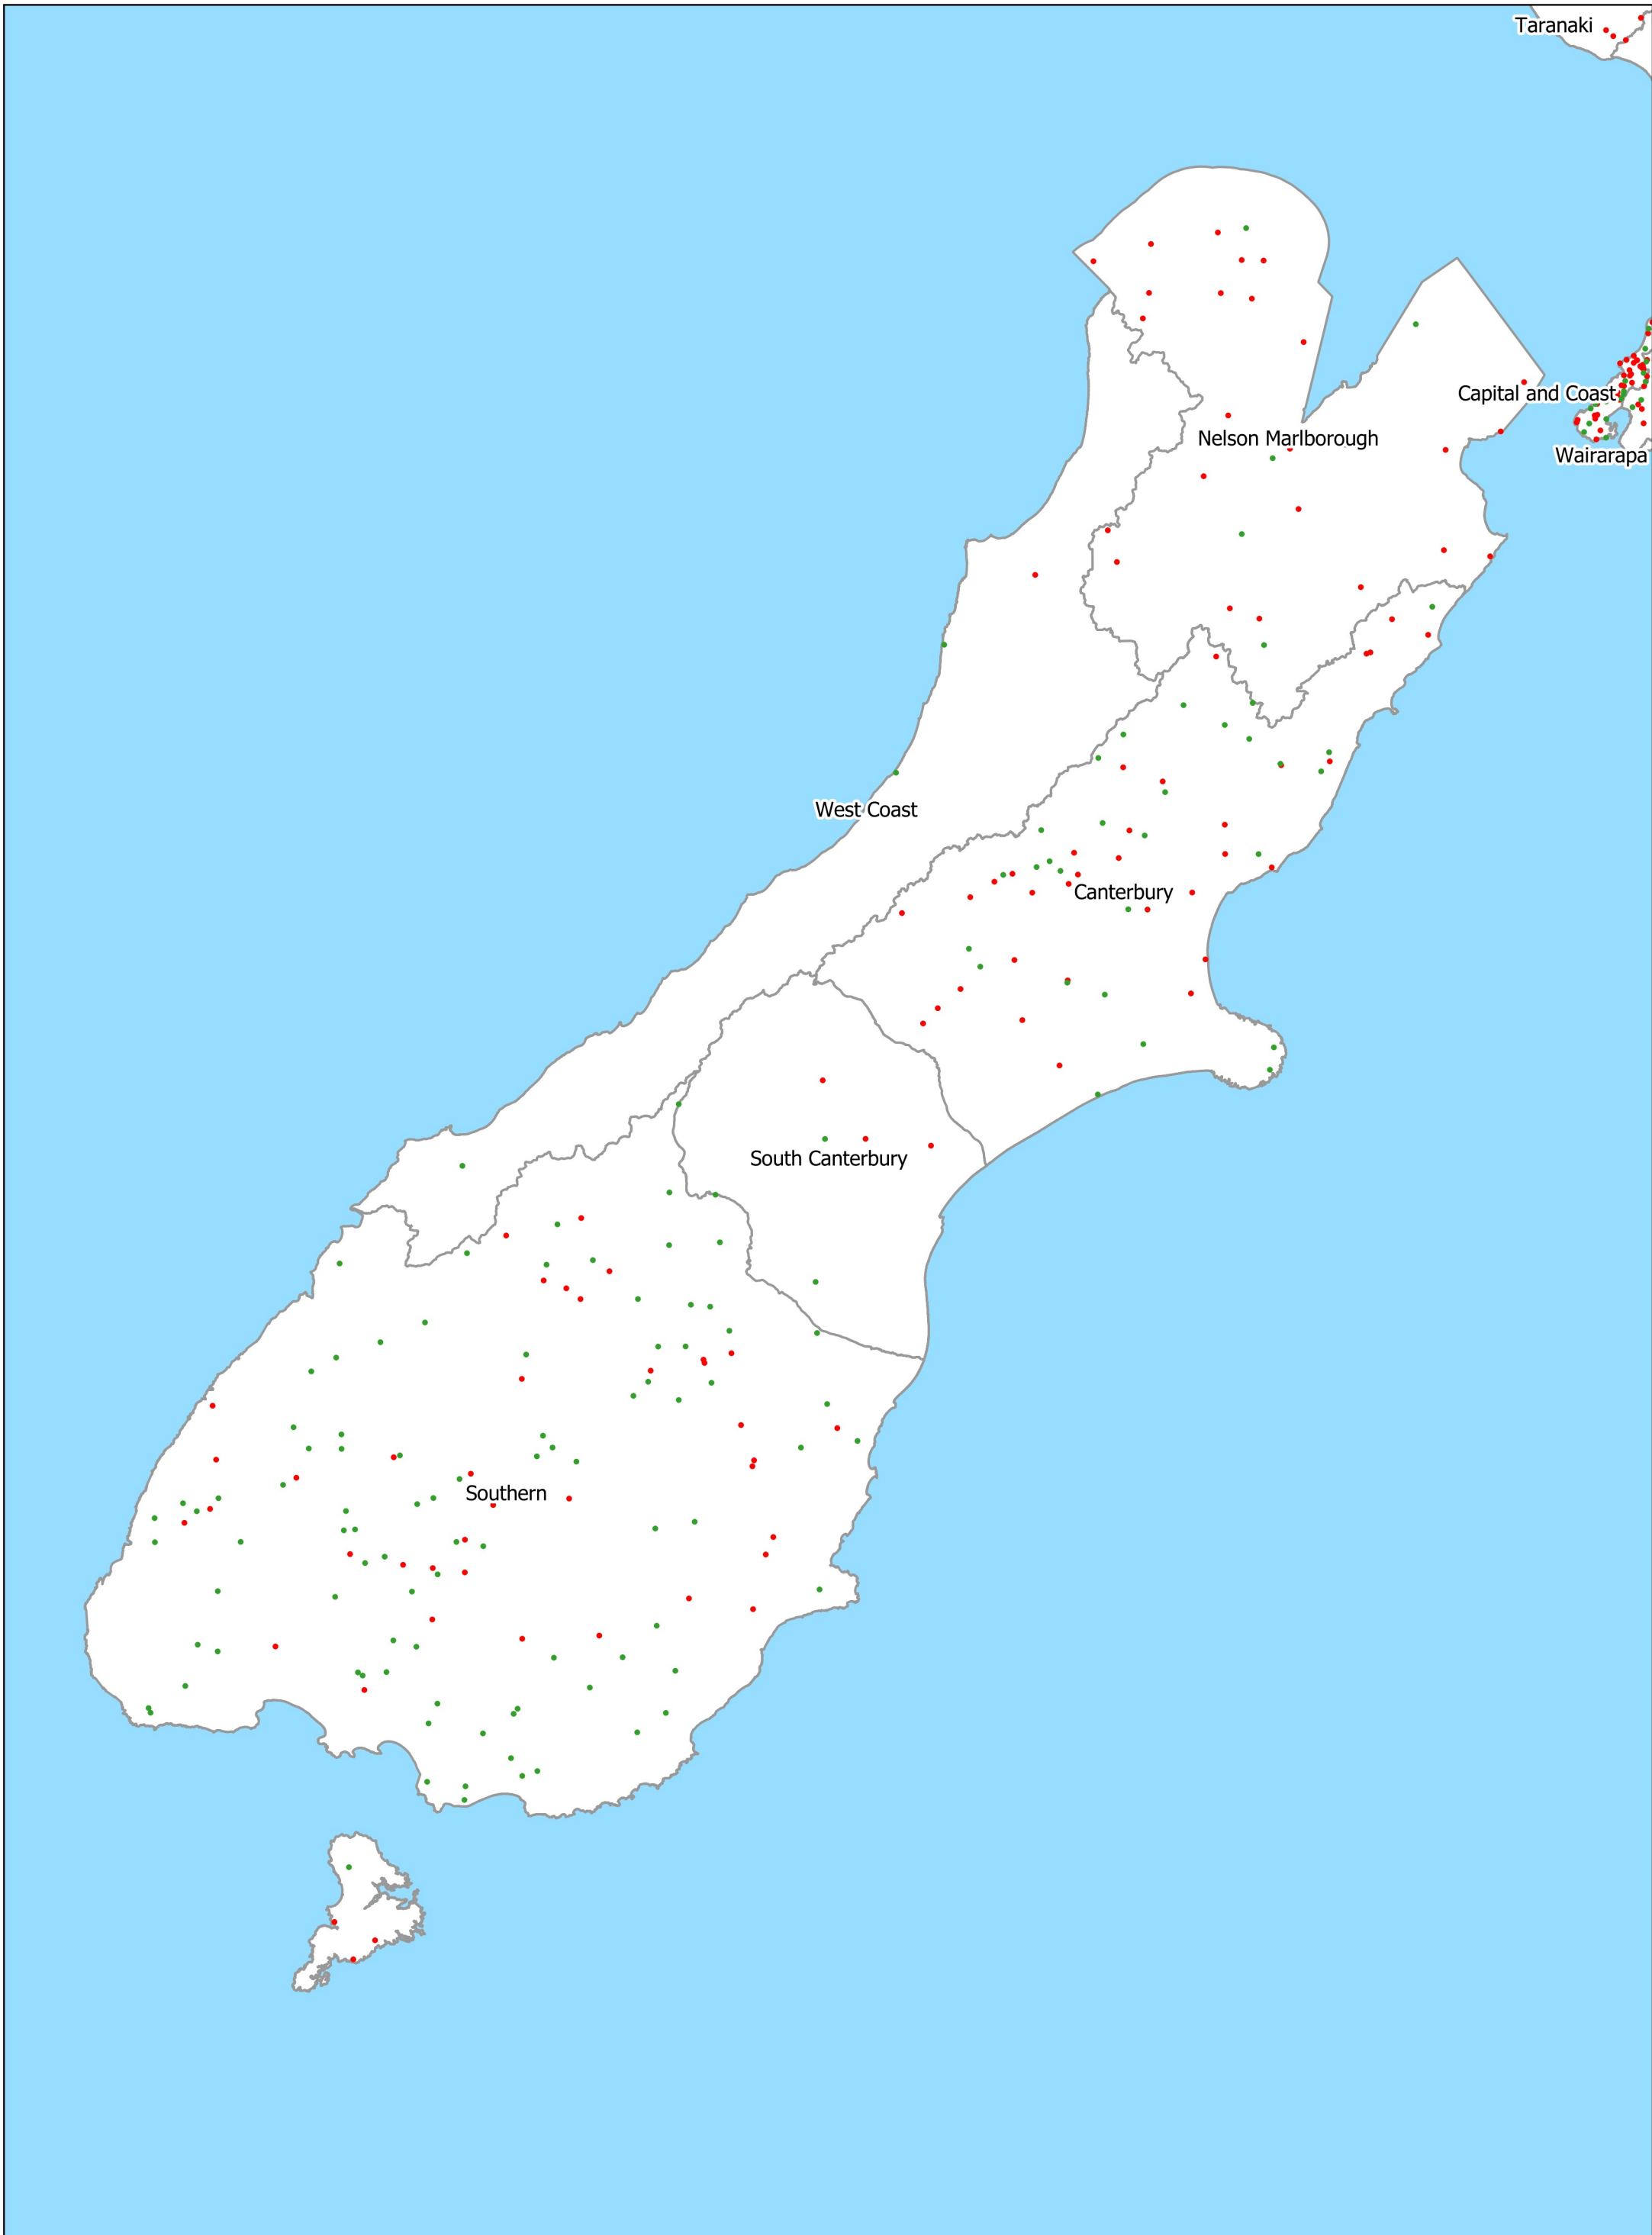 Taranaki
Capital and Coast
Nelson Marlborough
Wairarapa
West Coast
Canterbury
South Canterbury
Southern